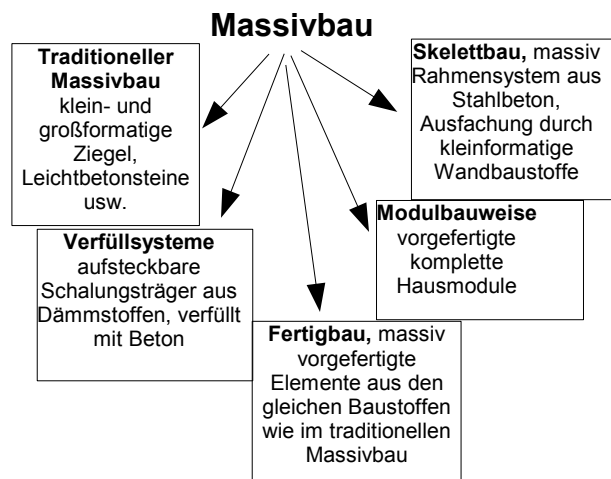 Massivbau
Traditioneller
Massivbau
klein- und
großformatige
Ziegel,
Leichtbetonsteine
usw.
Skelettbau, massiv
Rahmensystem aus
Stahlbeton,
Ausfachung durch
kleinformatige
Wandbaustoffe
Verfüllsysteme
aufsteckbare
Schalungsträger aus
Dämmstoffen, verfüllt
mit Beton
Modulbauweise
vorgefertigte
komplette
Hausmodule
Fertigbau, massiv
vorgefertigte
Elemente aus den
gleichen Baustoffen
wie im traditionellen
Massivbau